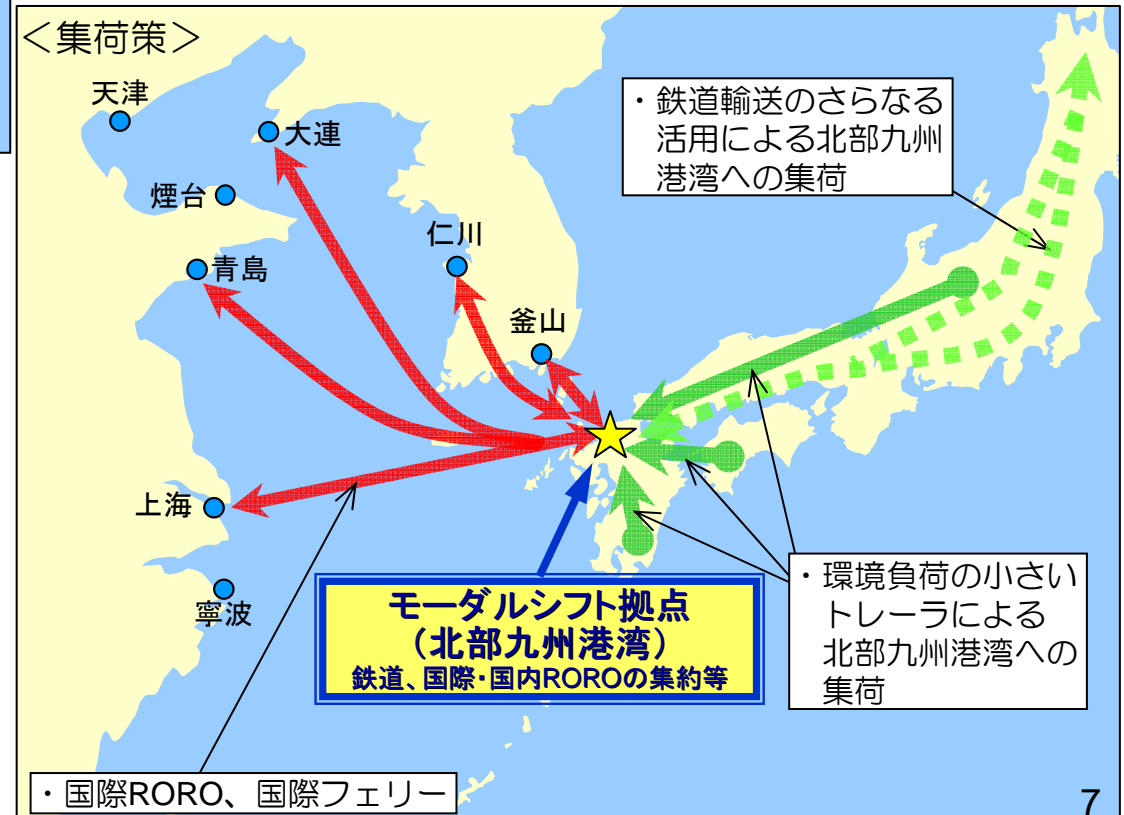 ＜集荷策＞
天津
大連
・鉄道輸送のさらなる
活用による北部九州
港湾への集荷
煙台
仁川
青島
釜山
上海
・環境負荷の小さい
トレーラによる
北部九州港湾への
集荷
寧波
モーダルシフト拠点
（北部九州港湾）
鉄道、国際・国内ROROの集約等
・国際RORO、国際フェリー
7